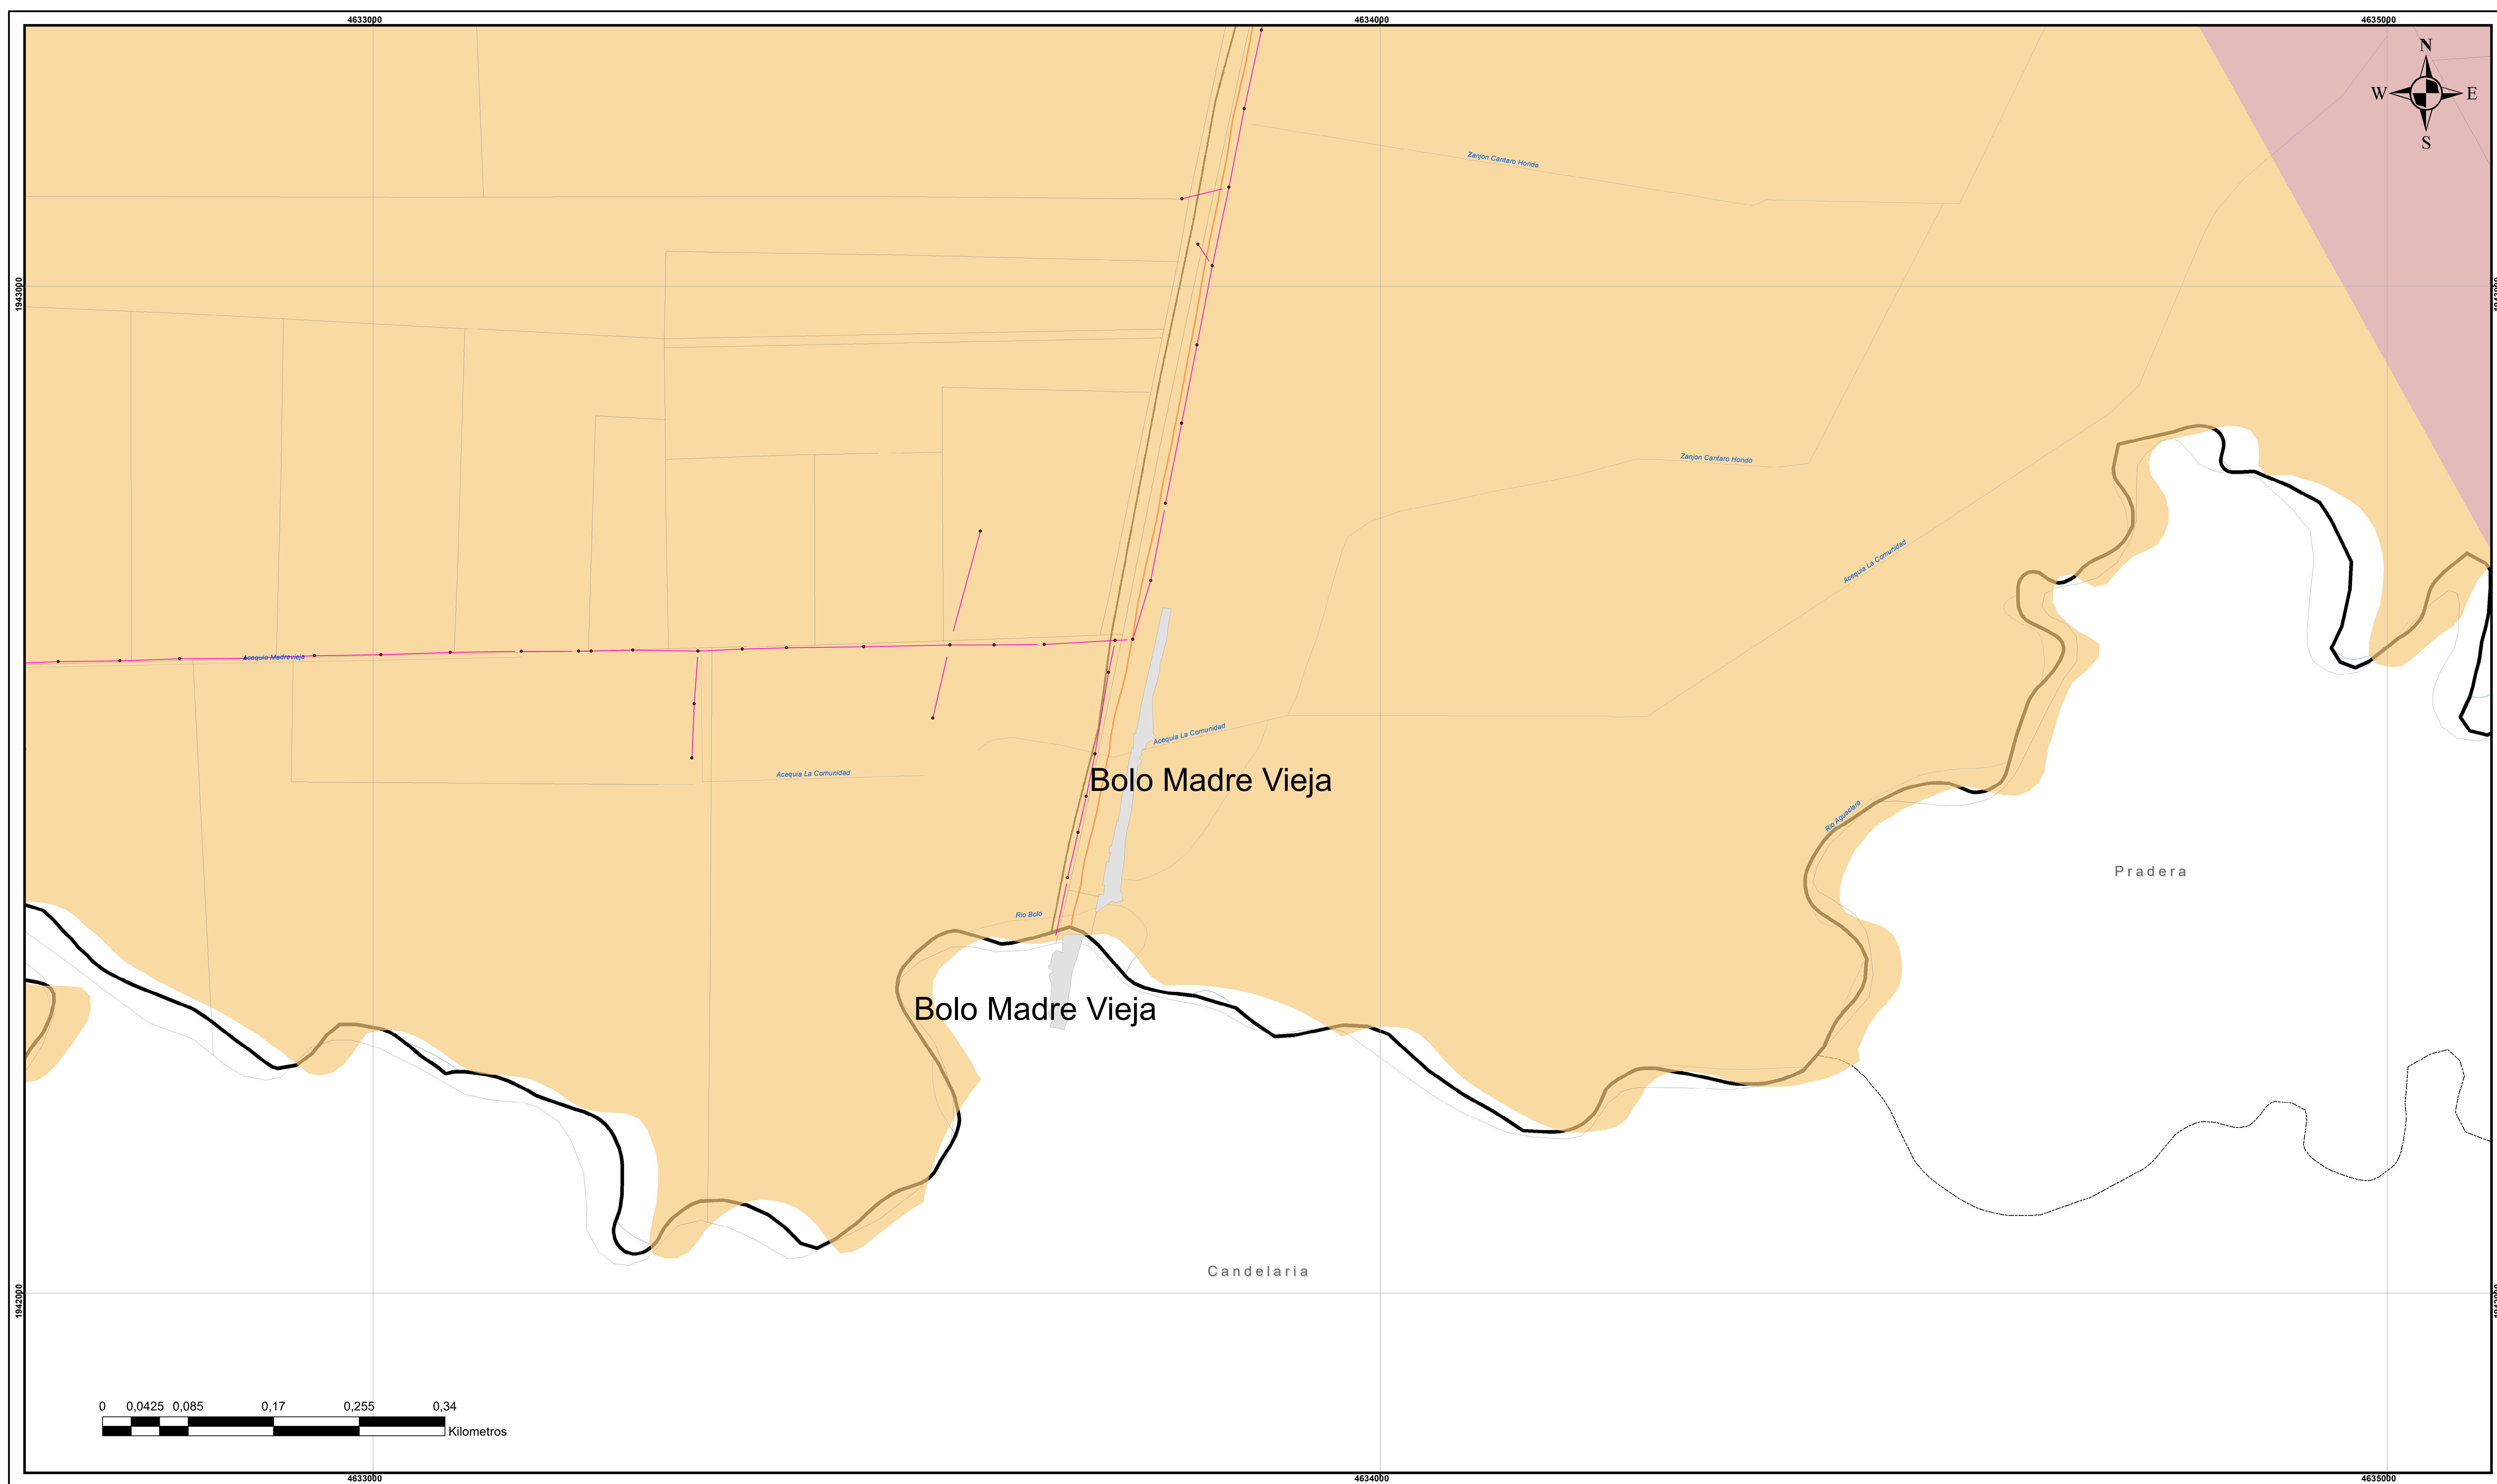 4633000
4634000
4635000
N
W
E
S
Zanjon Cantaro Hondo
1943000
Zanjon Cantaro Hondo
Acequia La Comunidad
Acequia Madrevieja
Acequia La Comunidad
Acequia La Comunidad
Bolo Madre Vieja
Rio Aguaclara
Pradera
Rio Bolo
Bolo Madre Vieja
Candelaria
1942000
0 0,0425 0,085 0,17 0,255 0,34
Kilometros
4633000
4634000
4635000